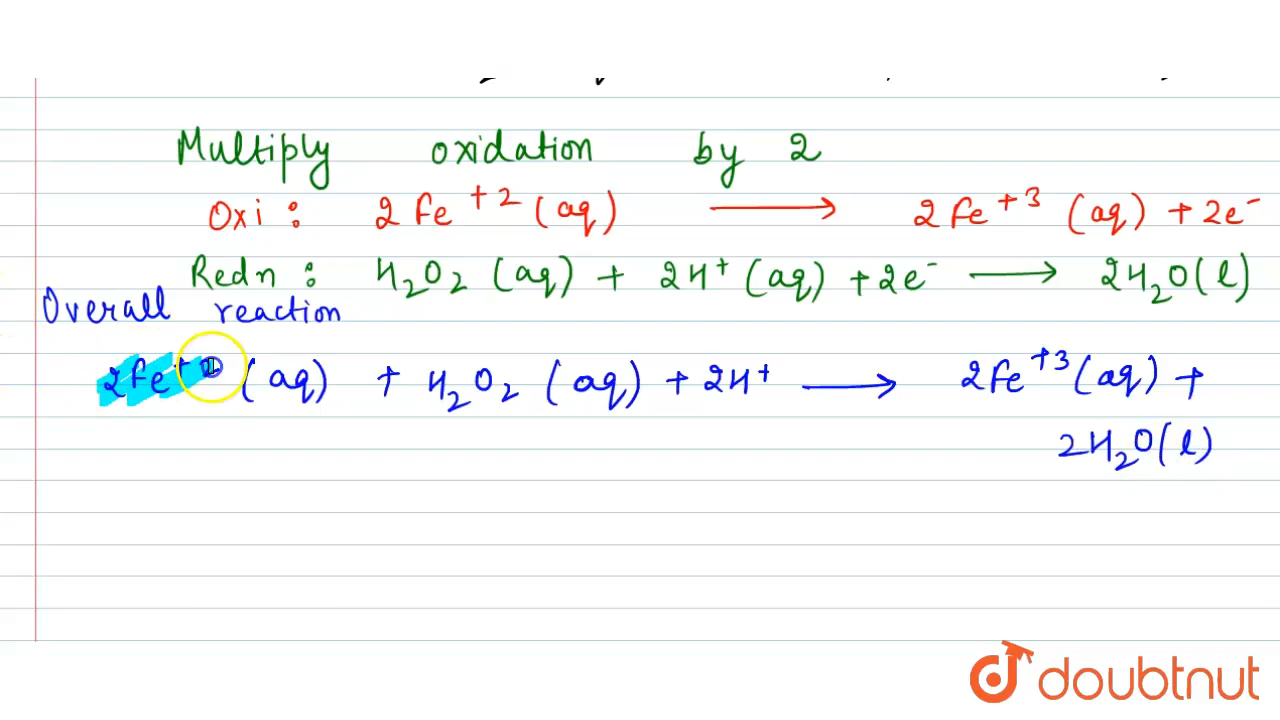 Multiply oxidation by 2
Oxi : 2Fe⁺² (aq) ⟶ 2Fe⁺³ (aq) + 2e⁻
Redn : H₂O₂ (aq) + 2H⁺ (aq) + 2e⁻ ⟶ 2H₂O(l)
Overall reaction
2Fe⁺² (aq) + H₂O₂ (aq) + 2H⁺ ⟶ 2Fe⁺³ (aq) +
2H₂O(l)
doubtnut